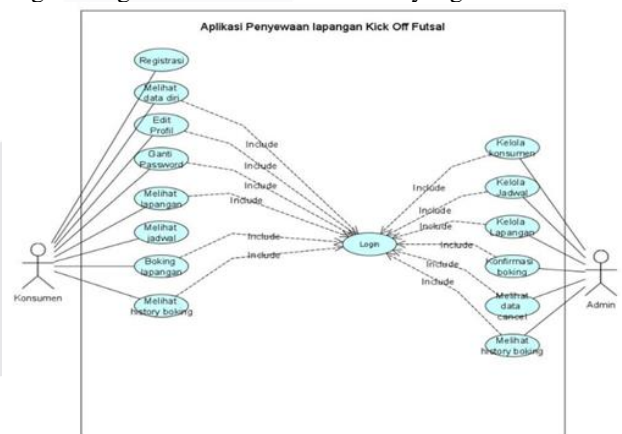 Aplikasi Penyewaan lapangan Kick Off Futsal
Registrasi
Melihat
data diri
Edit
Profil
Ganti
Password
Melihat
lapangan
Melihat
jadwal
Boking
lapangan
Melihat
history boking
Konsumen
Include
Include
Include
Include
Include
Include
Login
Include
Include
Include
Include
Include
Kelola
konsumen
Kelola
Jadwal
Kelola
Lapangan
Konfirmasi
boking
Melihat
data
cancel
Melihat
history boking
Admin